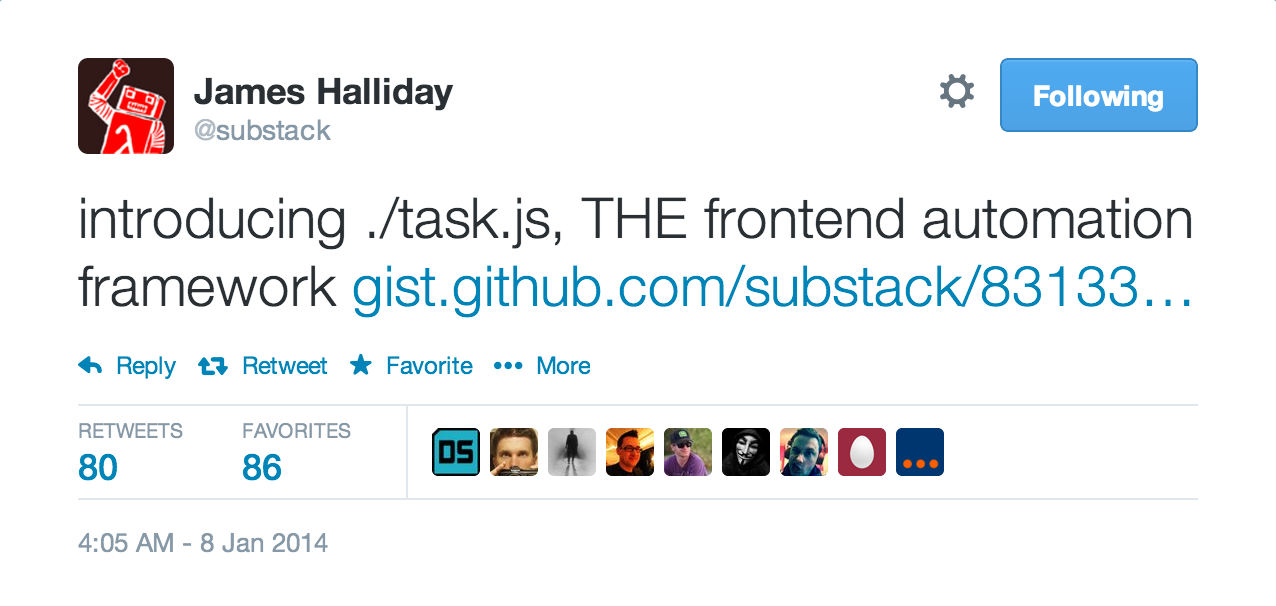 James Halliday
@substack
Following
introducing ./task.js, THE frontend automation
framework gist.github.com/substack/83133…
Reply Retweet Favorite More
RETWEETS FAVORITES
80 86
DS
4:05 AM - 8 Jan 2014